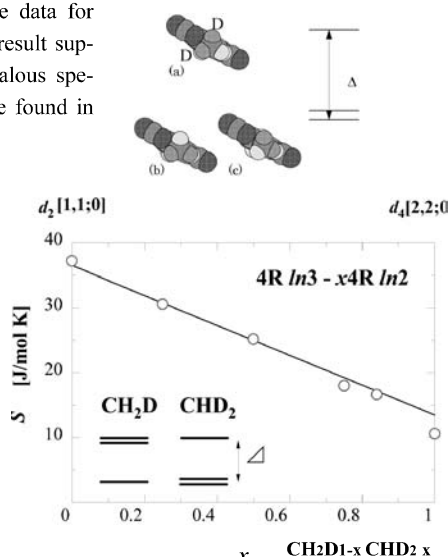 e data for
result sup-
alous spe-
e found in
D
D
(a)
Δ
(b)
(c)
d2[1,1;0]
d4[2,2;0
40
4R ln3 - x4R ln2
30
S [J/mol K]
20
CH2D CHD2
10
Δ
0
0 0.2 0.4 0.6 0.8 1
x CH2D1-x CHD2 x